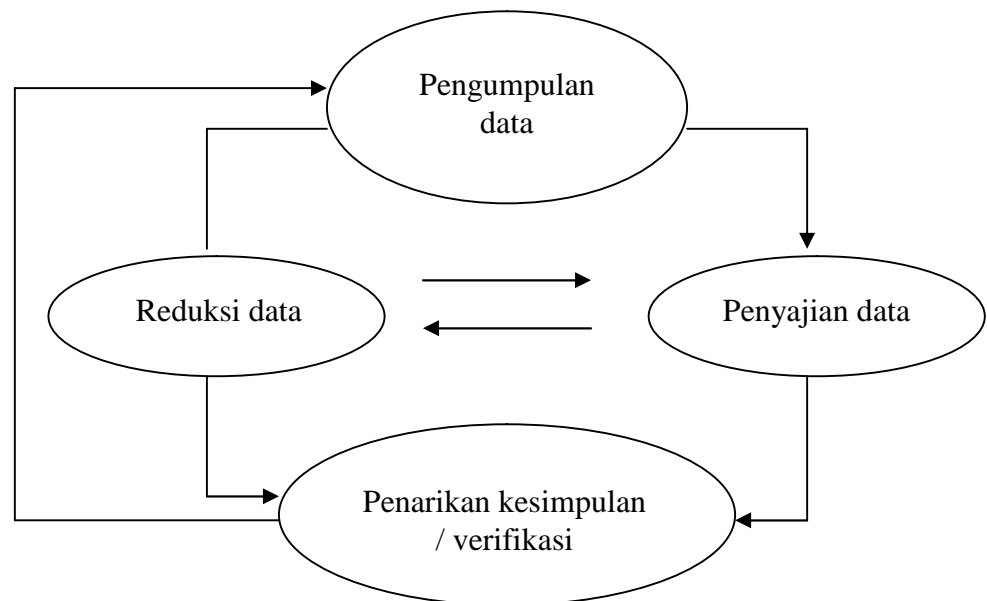 Pengumpulan
data
Reduksi data
Penyajian data
Penarikan kesimpulan
/ verifikasi